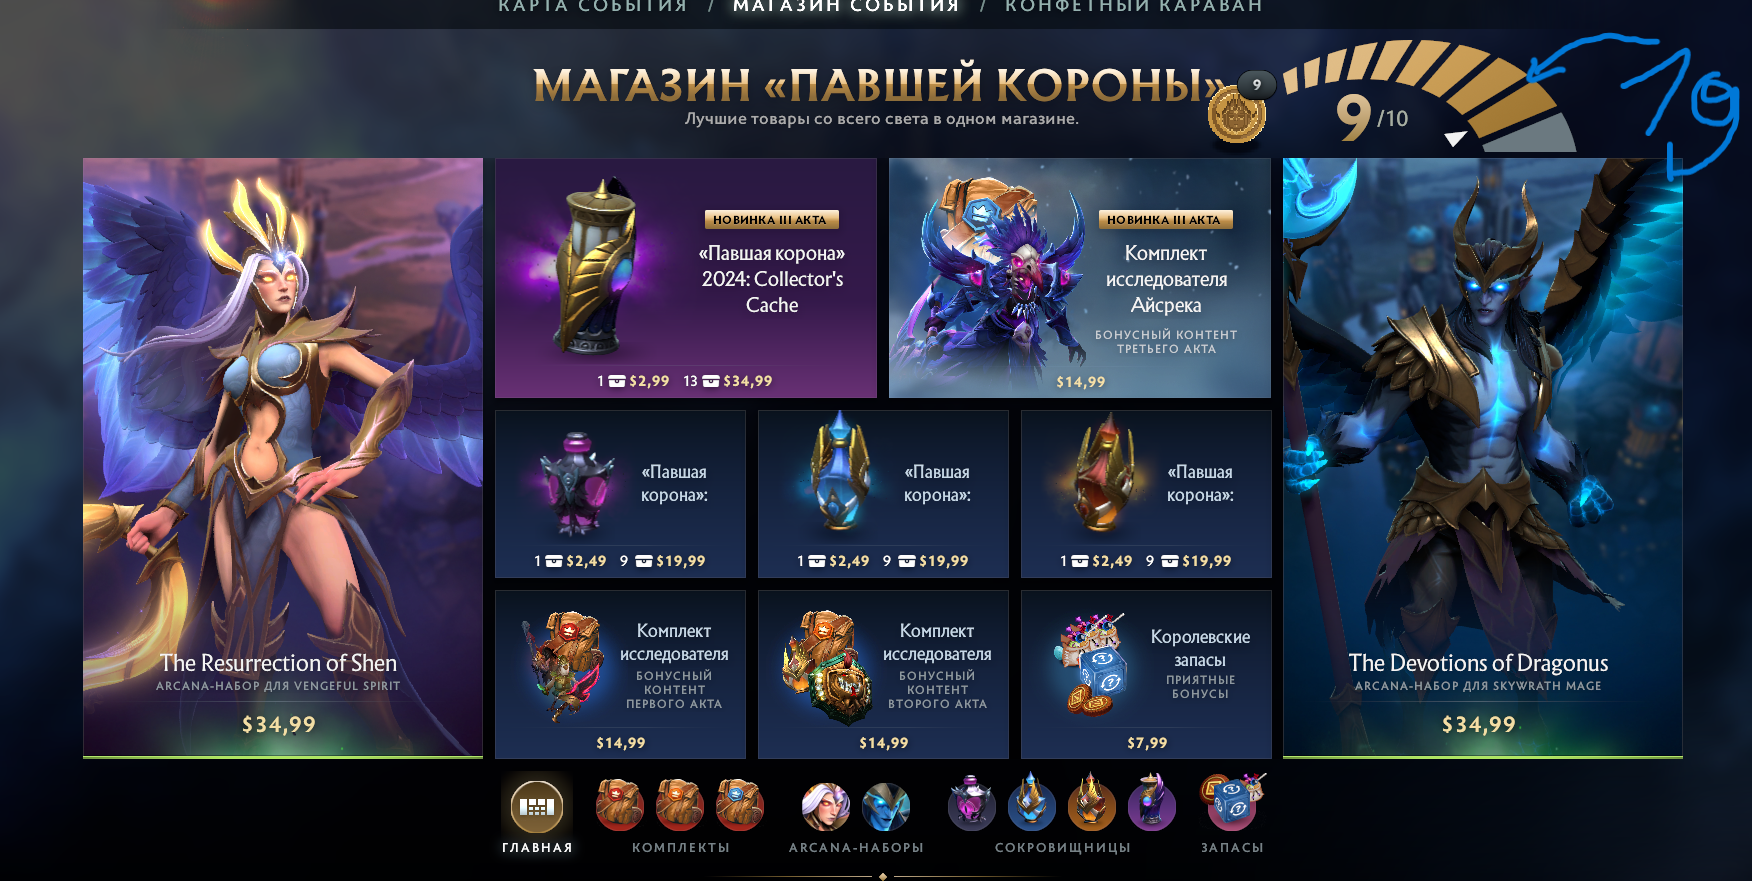 КАРТА СОБЫТИЯ / МАГАЗИН СОБЫТИЯ / КОНФЕТНЫЙ КАРАВАН
МАГАЗИН «ПАВШЕЙ КОРОНЫ»
Лучшие товары со всего света в одном магазине.
9
9/10
19
НОВИНКА III АКТА
«Павшая корона»
2024: Collector's
Cache
1 $2,99 13 $34,99
НОВИНКА III АКТА
Комплект
исследователя
Айсрека
БОНУСНЫЙ КОНТЕНТ
ТРЕТЬЕГО АКТА
$14,99
«Павшая
корона»:
1 $2,49 9 $19,99
«Павшая
корона»:
1 $2,49 9 $19,99
«Павшая
корона»:
1 $2,49 9 $19,99
The Resurrection of Shen
ARCANA-НАБОР ДЛЯ VENGEFUL SPIRIT
$34,99
Комплект
исследователя
БОНУСНЫЙ
КОНТЕНТ
ПЕРВОГО АКТА
$14,99
Комплект
исследователя
БОНУСНЫЙ
КОНТЕНТ
ВТОРОГО АКТА
$14,99
Королевские
запасы
ПРИЯТНЫЕ
БОНУСЫ
$7,99
The Devotions of Dragonus
ARCANA-НАБОР ДЛЯ SKYWRATH MAGE
$34,99
ГЛАВНАЯ КОМПЛЕКТЫ ARCANA-НАБОРЫ СОКРОВИЩНИЦЫ ЗАПАСЫ